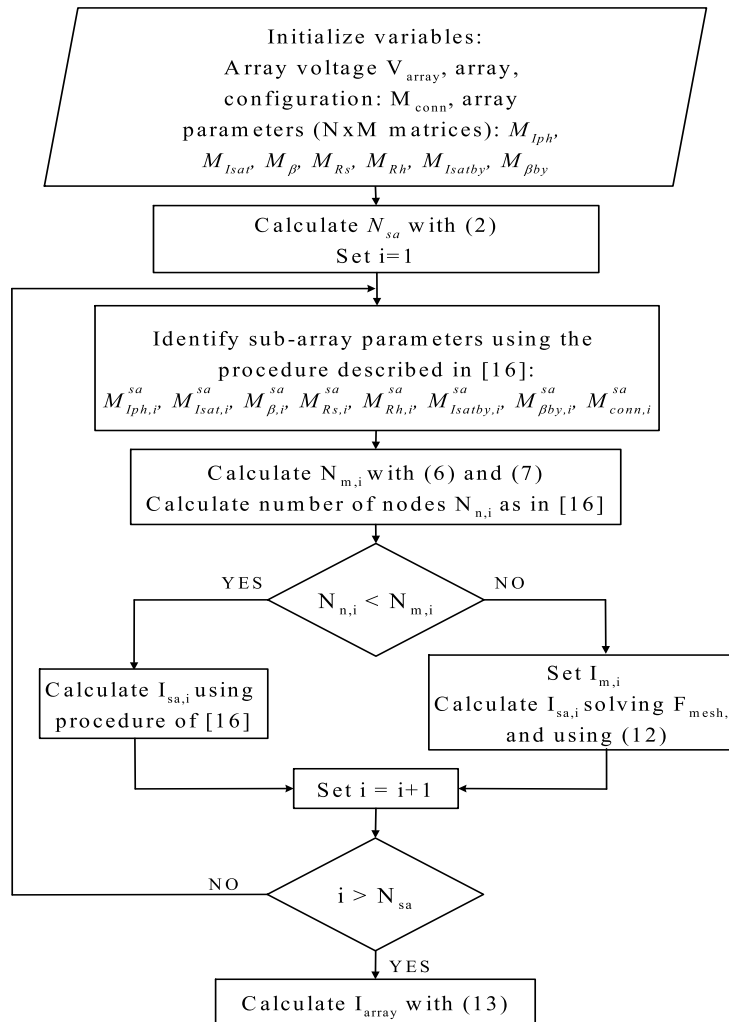 Initialize variables:
Array voltage V_array, array,
configuration: M_conn, array
parameters (NxM matrices): M_Iph,
M_Isat, M_β, M_Rs, M_Rh, M_Isatby, M_βby
Calculate N_sa with (2)
Set i=1
Identify sub-array parameters using the
procedure described in [16]:
M^sa_Iph,i, M^sa_Isat,i, M^sa_β,i, M^sa_Rs,i, M^sa_Rh,i, M^sa_Isatby,i, M^sa_βby,i, M^sa_conn,i
Calculate N_m,i with (6) and (7)
Calculate number of nodes N_n,i as in [16]
YES
NO
N_n,i < N_m,i
Calculate I_sa,i using
procedure of [16]
Set I_m,i
Calculate I_sa,i solving F_mesh,
and using (12)
Set i = i+1
NO
i > N_sa
YES
Calculate I_array with (13)